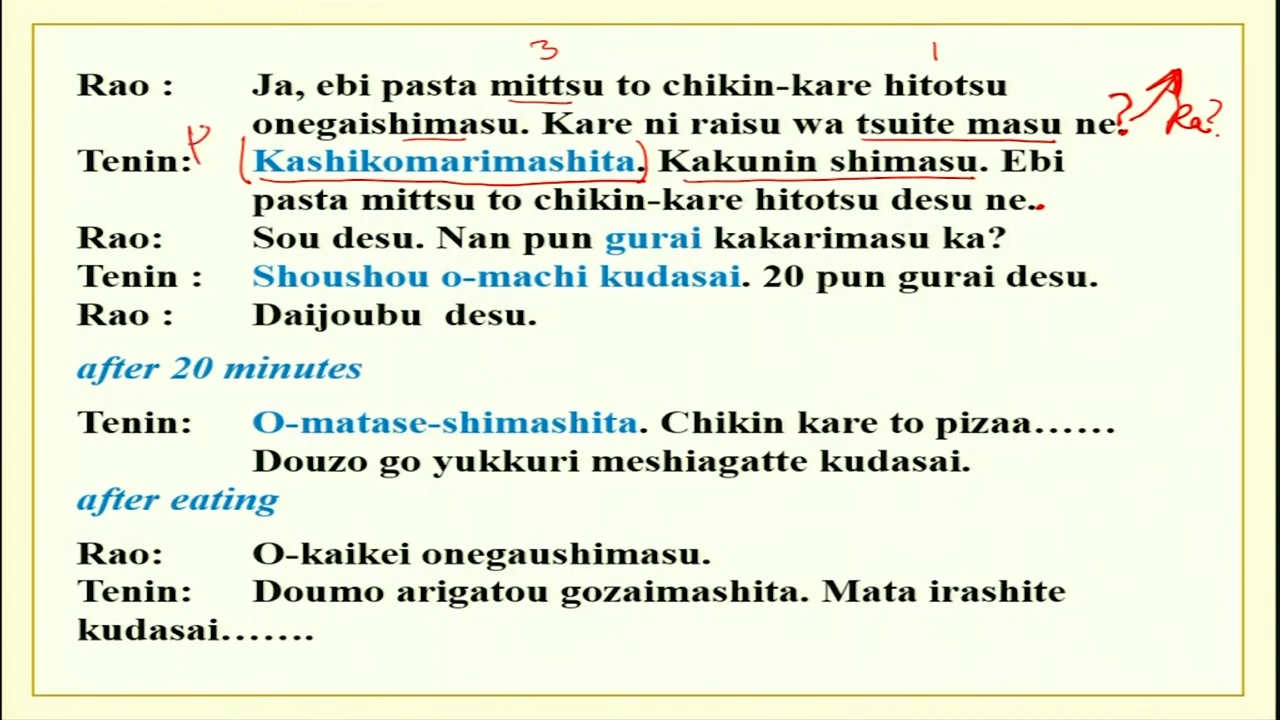 3 1
Rao : Ja, ebi pasta mittsu to chikin-kare hitotsu
onegaishimasu. Kare ni raisu wa tsuite masu ne? ka?
P
Tenin: Kashikomarimashita. Kakunin shimasu. Ebi
pasta mittsu to chikin-kare hitotsu desu ne..
Rao: Sou desu. Nan pun gurai kakarimasu ka?
Tenin : Shoushou o-machi kudasai. 20 pun gurai desu.
Rao : Daijoubu desu.
after 20 minutes
Tenin: O-matase-shimashita. Chikin kare to pizaa……
Douzo go yukkuri meshiagatte kudasai.
after eating
Rao: O-kaikei onegaushimasu.
Tenin: Doumo arigatou gozaimashita. Mata irashite
kudasai…….